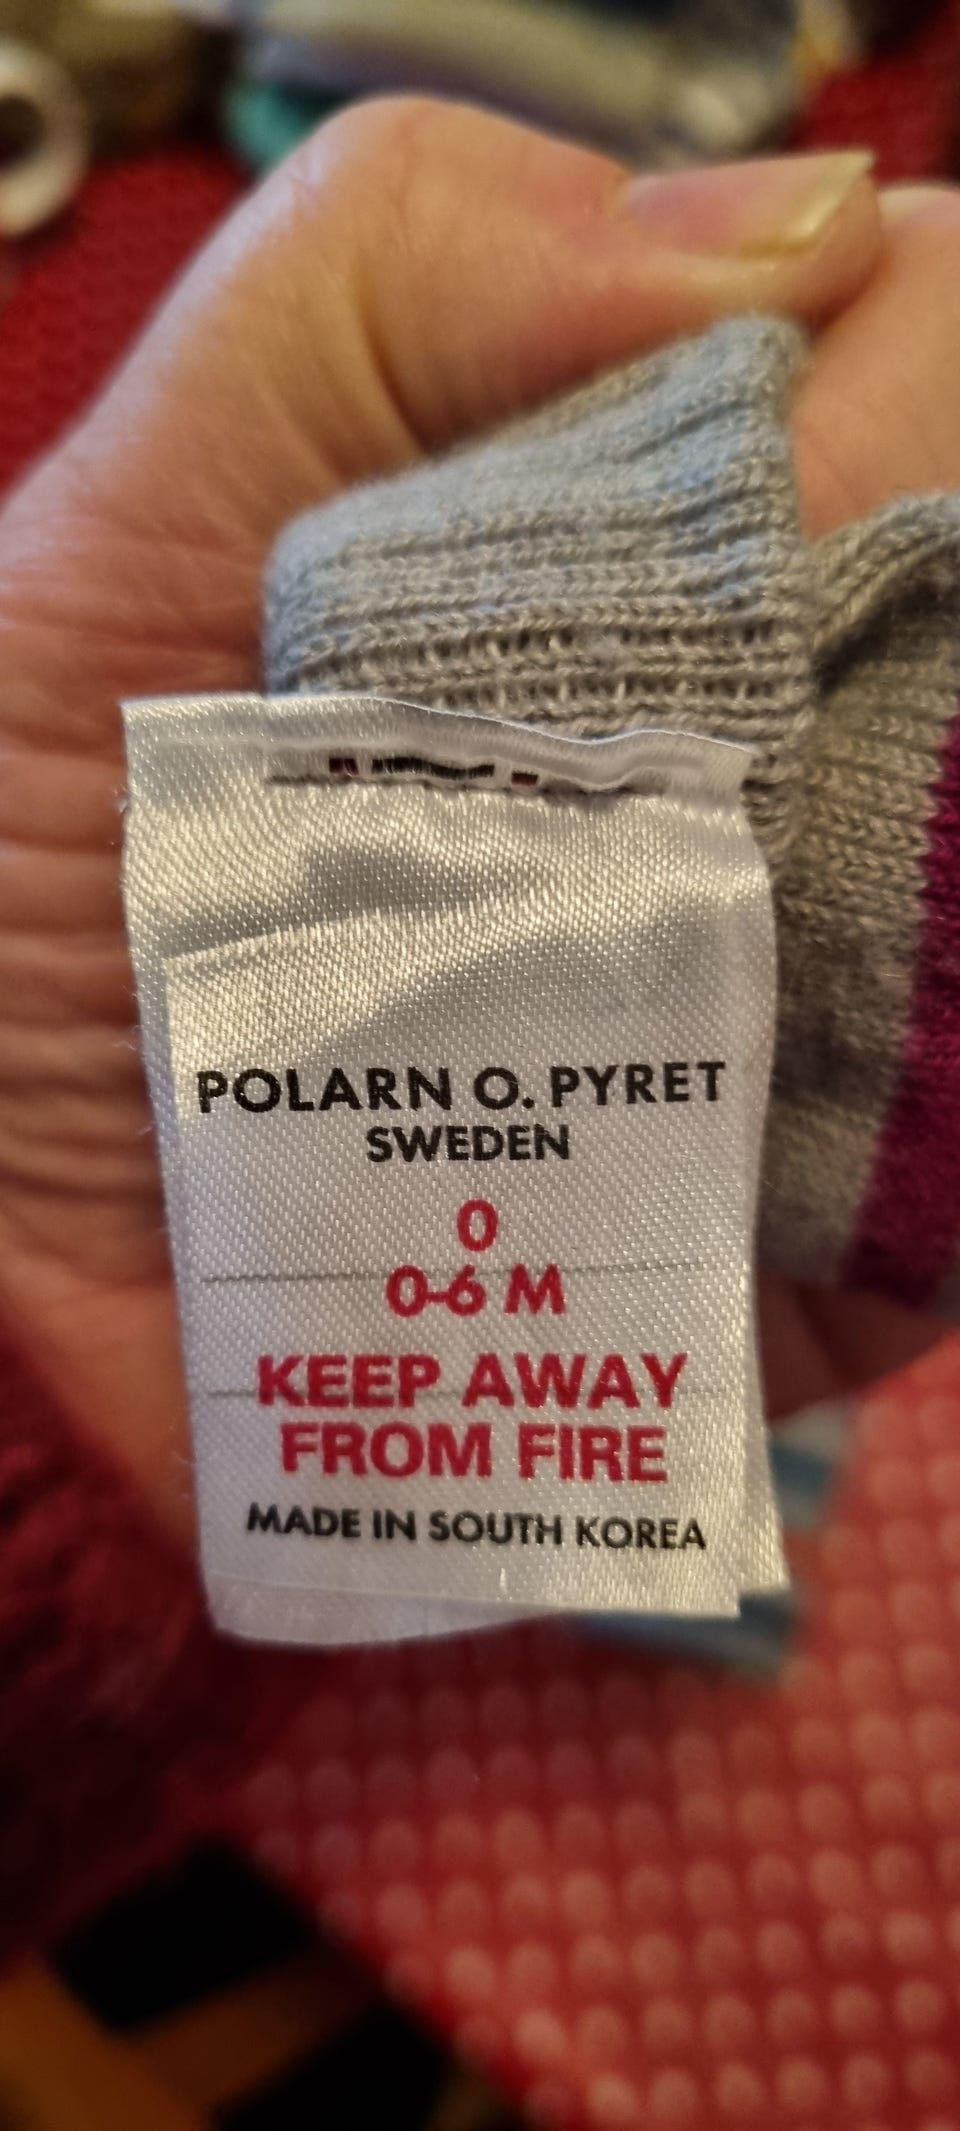 POLARN O. PYRET
SWEDEN
0
0-6 M
KEEP AWAY
FROM FIRE
MADE IN SOUTH KOREA